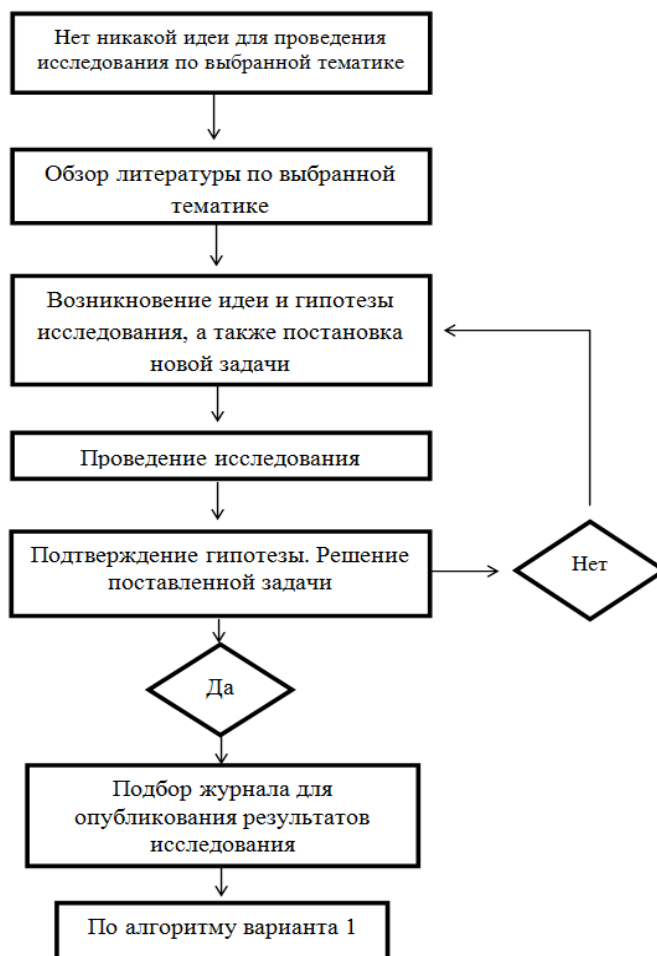 Нет никакой идеи для проведения
исследования по выбранной тематике
Обзор литературы по выбранной
тематике
Возникновение идеи и гипотезы
исследования, а также постановка
новой задачи
Проведение исследования
Подтверждение гипотезы. Решение
поставленной задачи
Нет
Да
Подбор журнала для
опубликования результатов
исследования
По алгоритму варианта 1